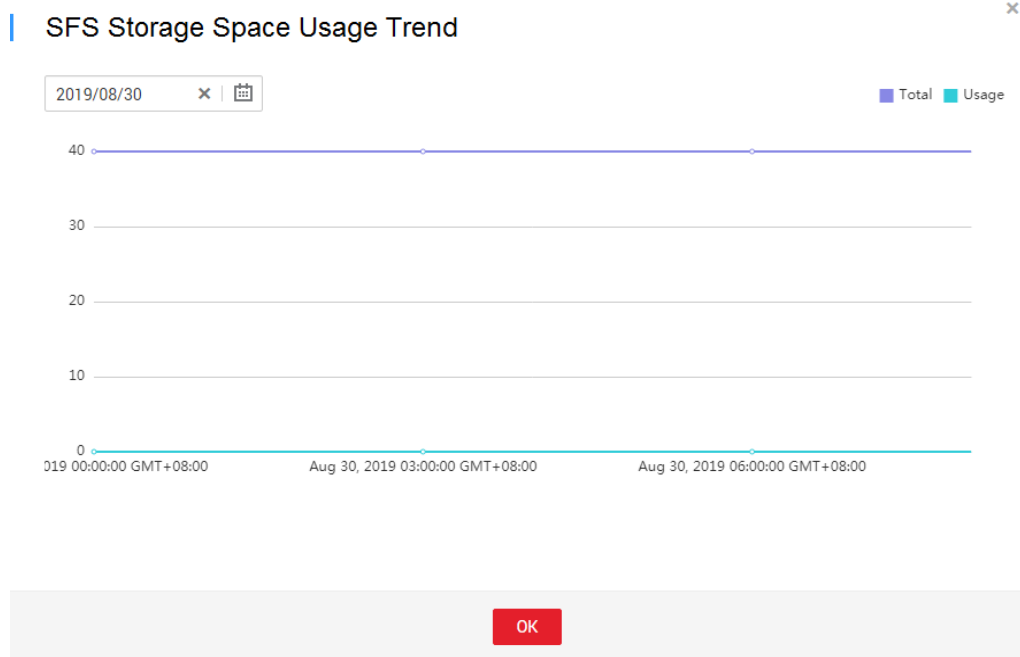 SFS Storage Space Usage Trend
2019/08/30
Total Usage
40
30
20
10
0
019 00:00:00 GMT+08:00 Aug 30, 2019 03:00:00 GMT+08:00 Aug 30, 2019 06:00:00 GMT+08:00
OK